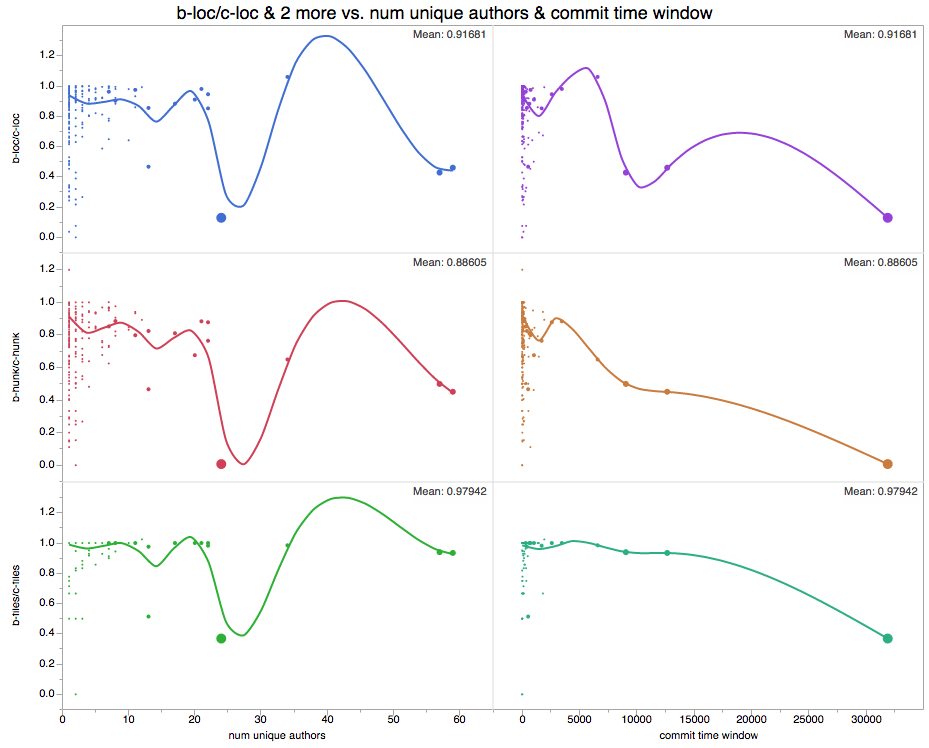 b-loc/c-loc & 2 more vs. num unique authors & commit time window
Mean: 0.91681
Mean: 0.91681
b-loc/c-loc
1.2
1.0
0.8
0.6
0.4
0.2
0.0
Mean: 0.88605
Mean: 0.88605
b-hunk/c-hunk
1.2
1.0
0.8
0.6
0.4
0.2
0.0
Mean: 0.97942
Mean: 0.97942
b-files/c-files
1.2
1.0
0.8
0.6
0.4
0.2
0.0
0 10 20 30 40 50 60
0 5000 10000 15000 20000 25000 30000
num unique authors
commit time window